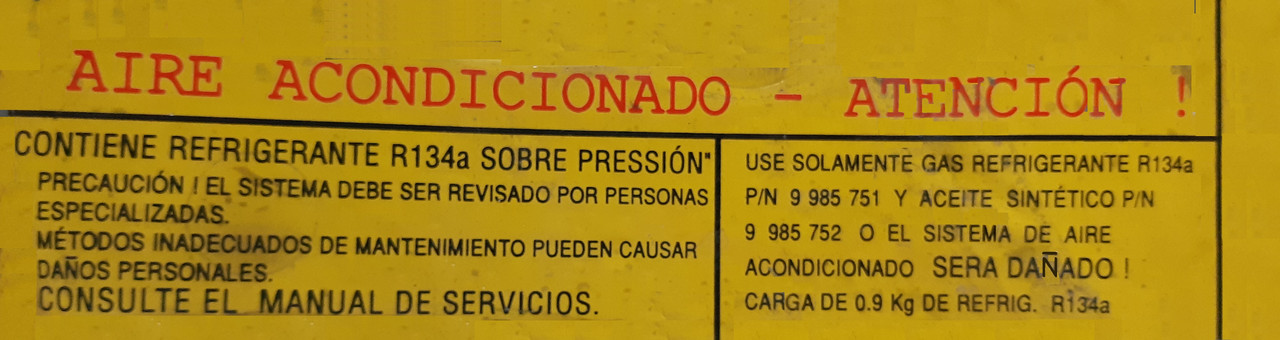 AIRE ACONDICIONADO - ATENCIÓN !
CONTIENE REFRIGERANTE R134a SOBRE PRESSIÓN"
PRECAUCIÓN ! EL SISTEMA DEBE SER REVISADO POR PERSONAS
ESPECIALIZADAS.
MÉTODOS INADECUADOS DE MANTENIMIENTO PUEDEN CAUSAR
DAÑOS PERSONALES.
CONSULTE EL MANUAL DE SERVICIOS.
USE SOLAMENTE GAS REFRIGERANTE R134a
P/N 9 985 751 Y ACEITE SINTÉTICO P/N
9 985 752 O EL SISTEMA DE AIRE
ACONDICIONADO SERA DAÑADO !
CARGA DE 0.9 Kg DE REFRIG. R134a